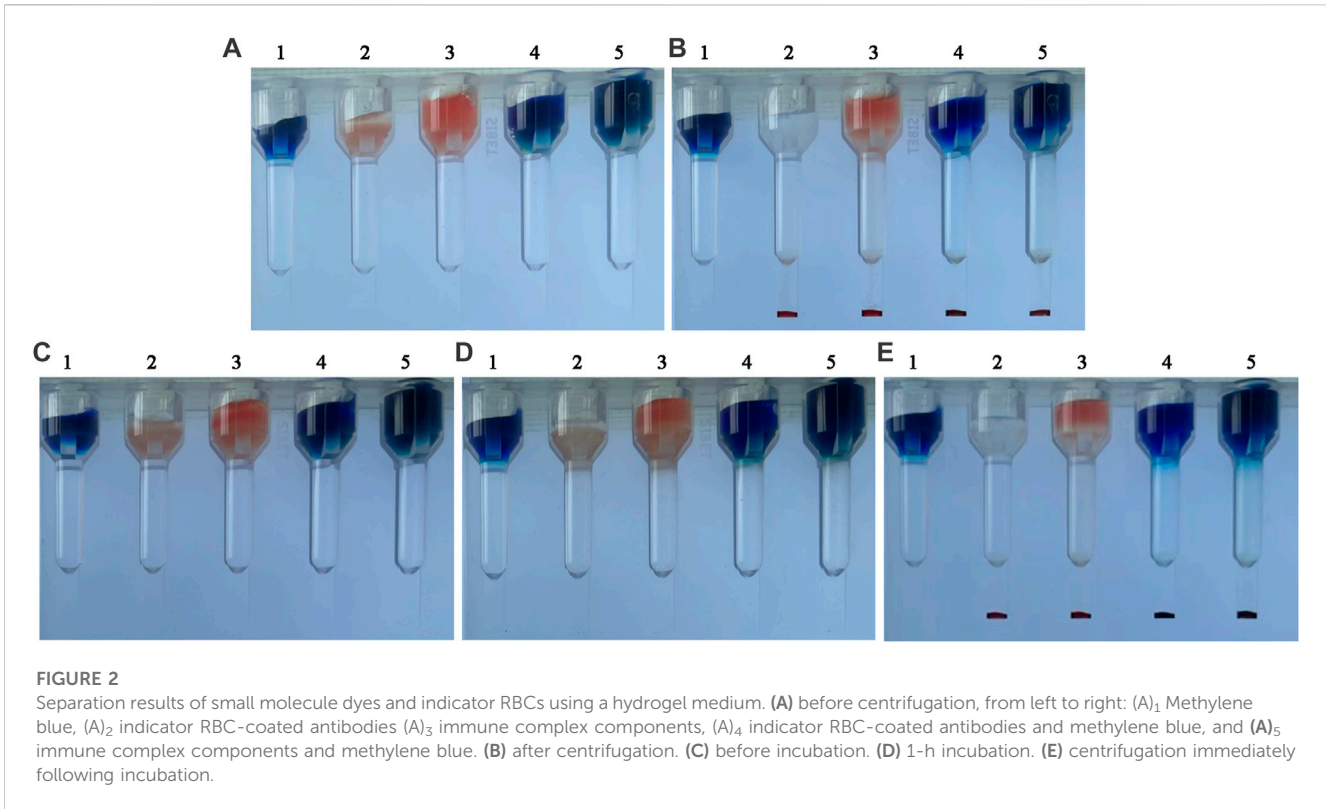 A
1 2 3 4 5
B
1 2 3 4 5
SIBET
SIBET
C
1 2 3 4 5
D
1 2 3 4 5
E
1 2 3 4 5
SIBET
SIBET
FIGURE 2
Separation results of small molecule dyes and indicator RBCs using a hydrogel medium. (A) before centrifugation, from left to right: (A)₁ Methylene
blue, (A)₂ indicator RBC-coated antibodies (A)₃ immune complex components, (A)₄ indicator RBC-coated antibodies and methylene blue, and (A)₅
immune complex components and methylene blue. (B) after centrifugation. (C) before incubation. (D) 1-h incubation. (E) centrifugation immediately
following incubation.